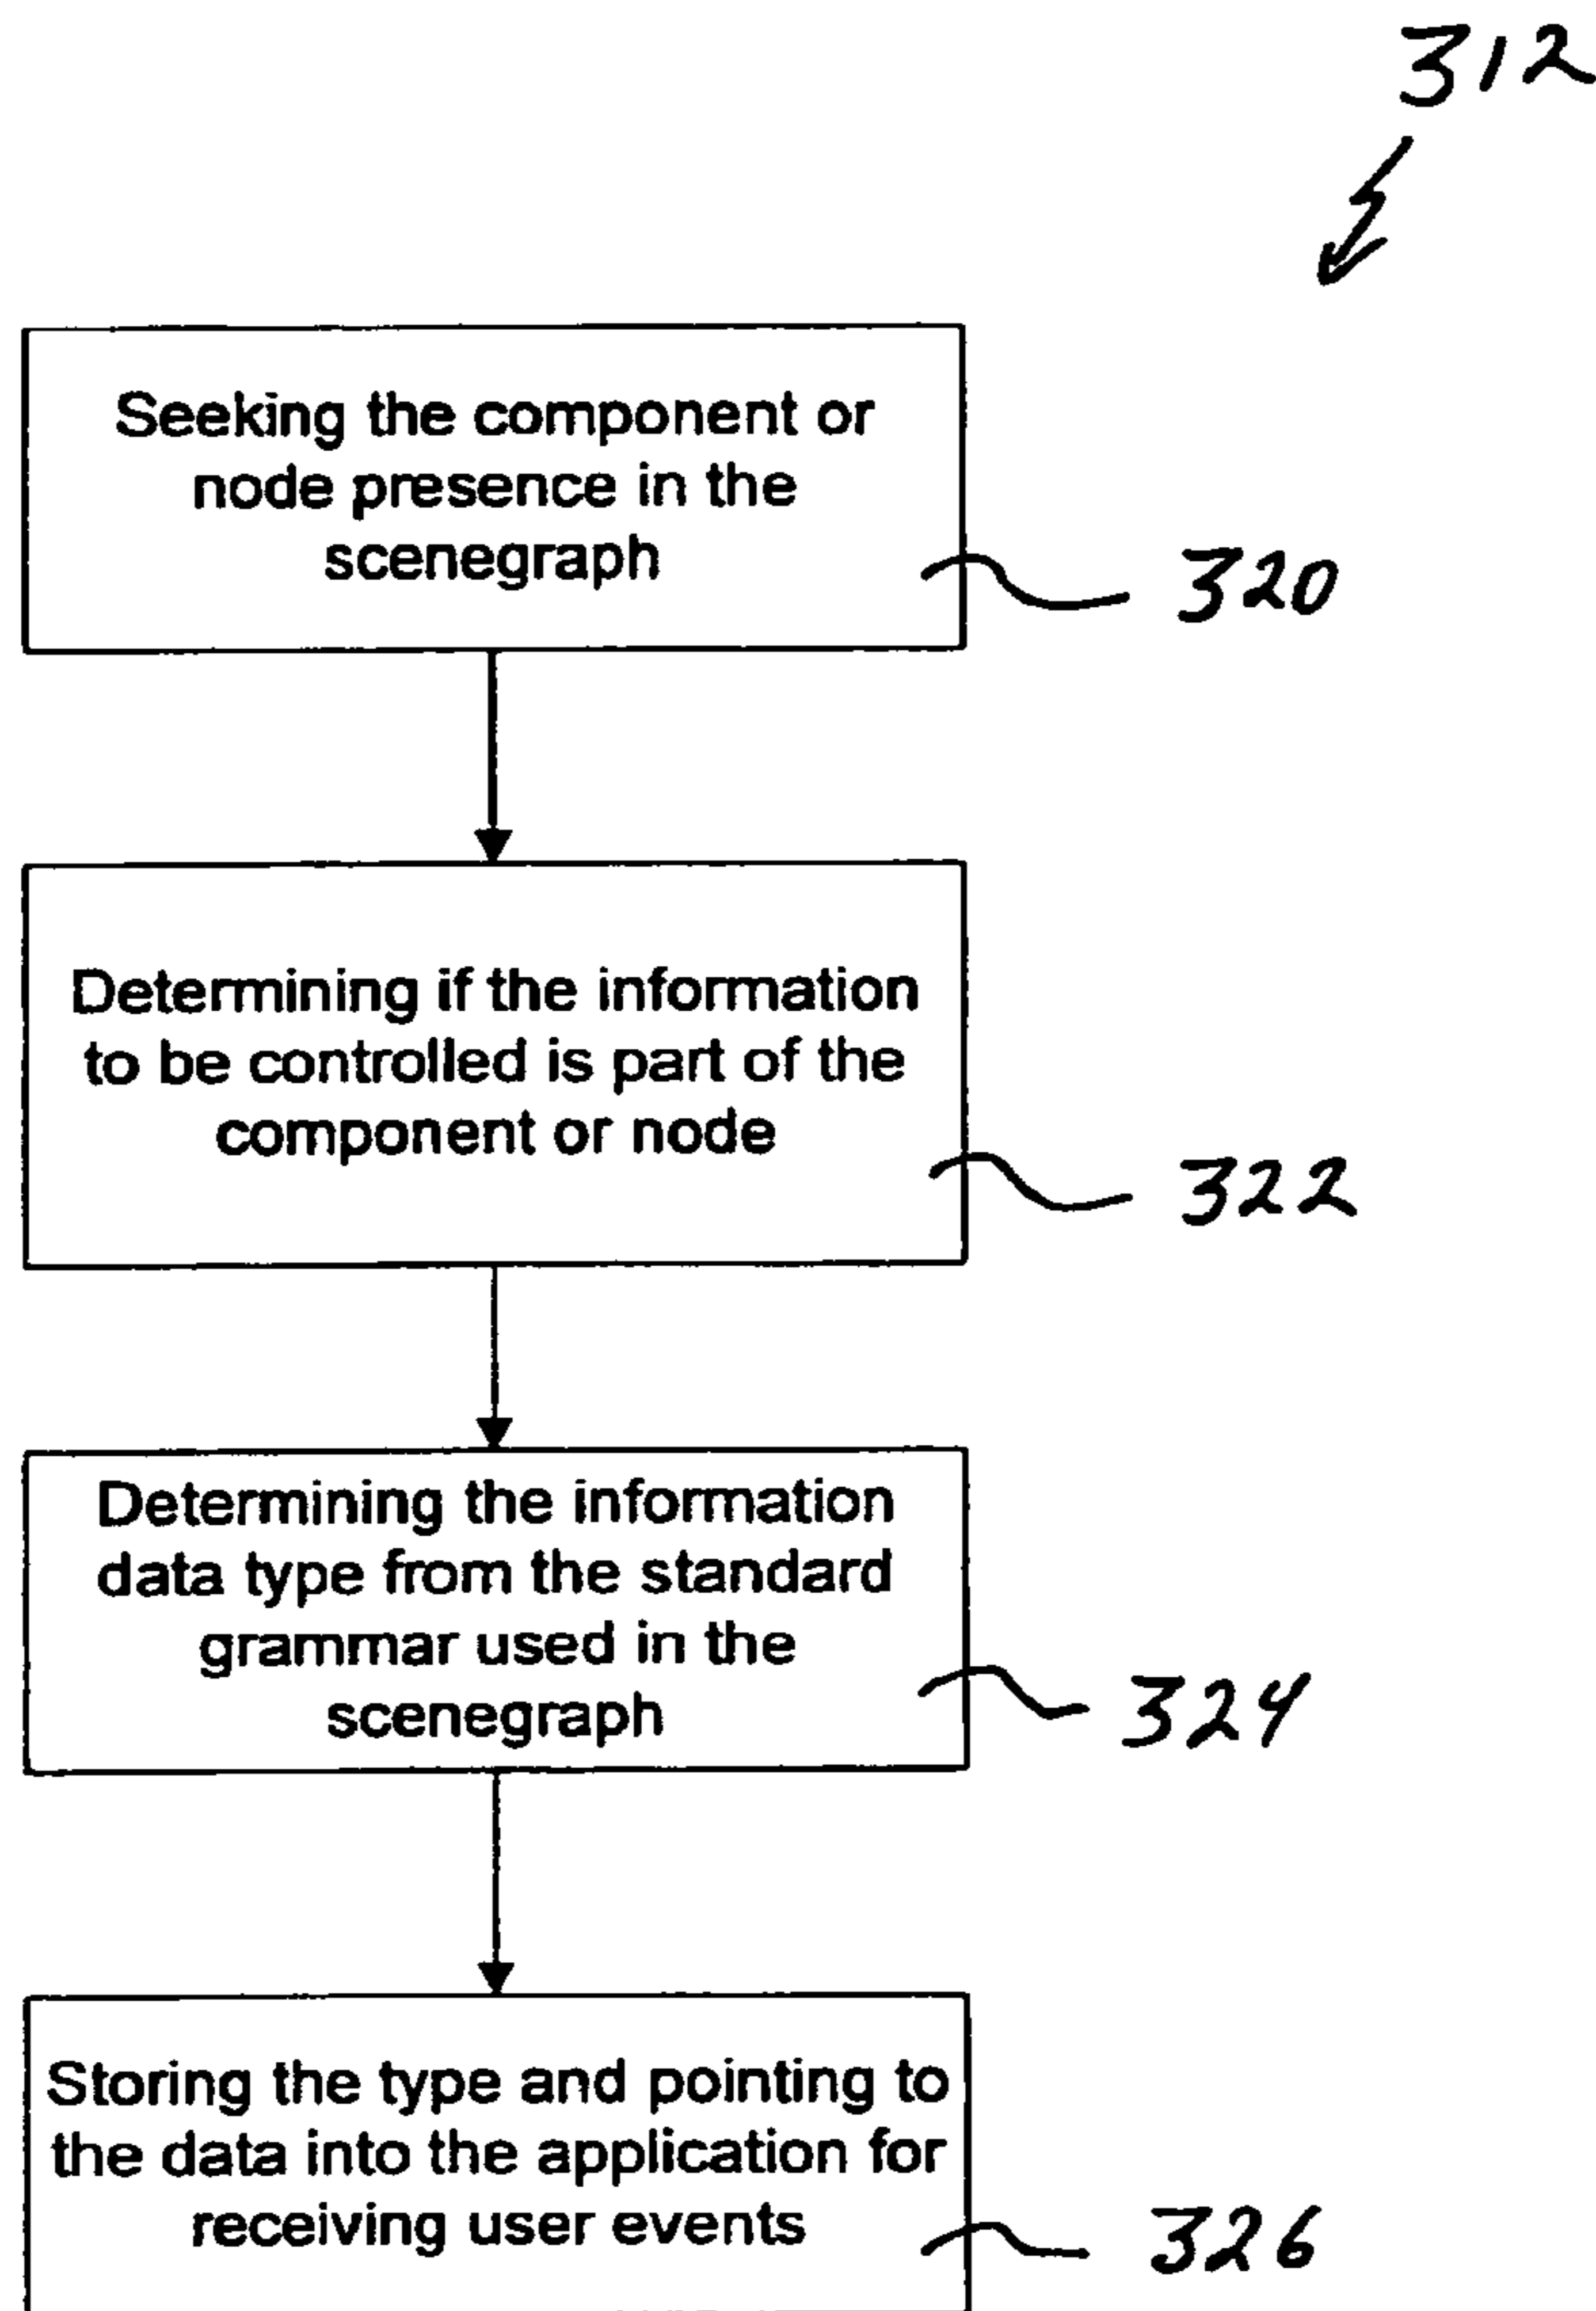 312
Seeking the component or
node presence in the
scenegraph
320
Determining if the information
to be controlled is part of the
component or node
322
Determining the information
data type from the standard
grammar used in the
scenegraph
324
Storing the type and pointing to
the data into the application for
receiving user events
326